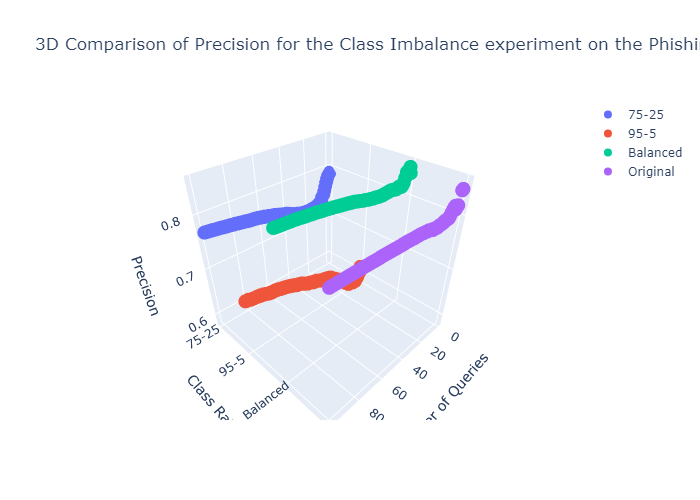 3D Comparison of Precision for the Class Imbalance experiment on the Phishi
75-25
95-5
Balanced
Original
0.8
0.7
0.6
Precision
75-25
95-5
Balanced
Class Ra
0
20
40
60
80
er of Queries